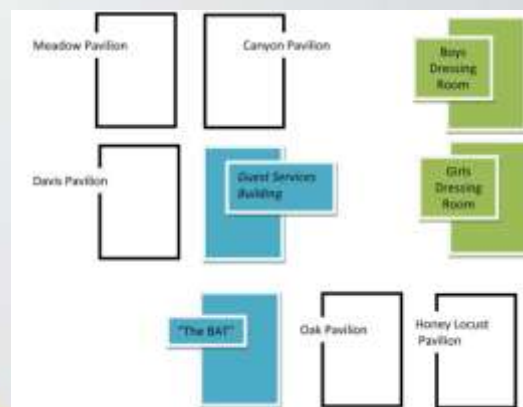 Meadow Pavilion
Canyon Pavilion
Boys
Dressing
Room
Davis Pavilion
Guest Services
Building
Girls
Dressing
Room
"The BAT"
Oak Pavilion
Honey Locust
Pavilion